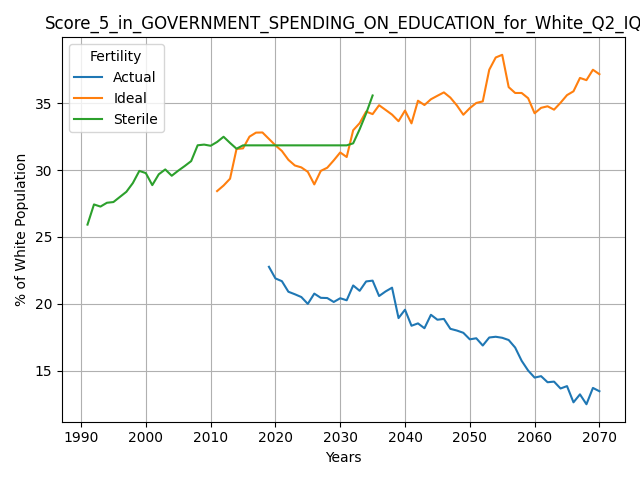 Score_5_in_GOVERNMENT_SPENDING_ON_EDUCATION_for_White_Q2_IQ
Fertility
Actual
Ideal
Sterile
% of White Population
35
30
25
20
15
1990 2000 2010 2020 2030 2040 2050 2060 2070
Years